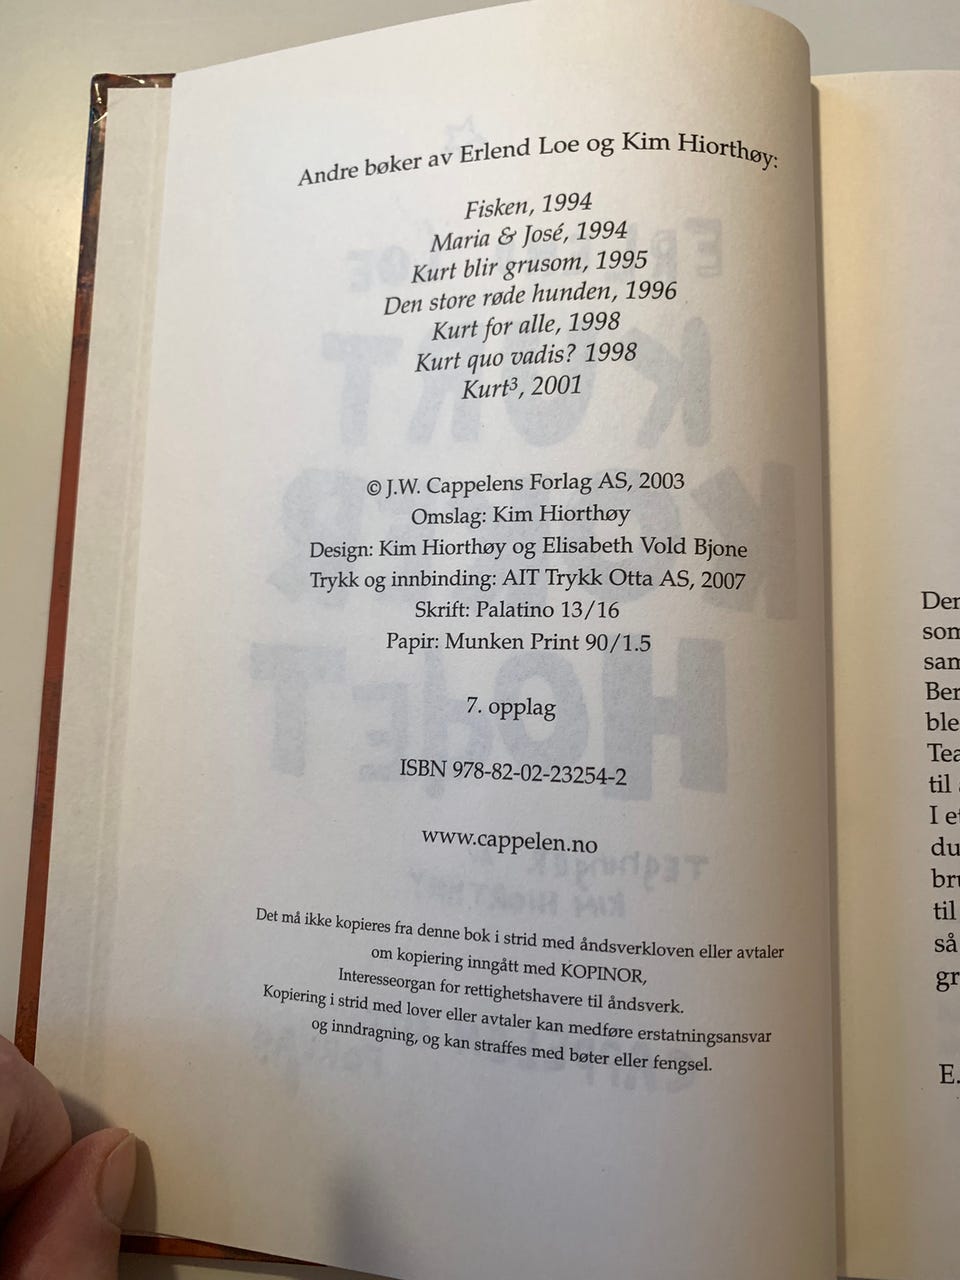 Andre bøker av Erlend Loe og Kim Hiorthøy:
Fisken, 1994
Maria & José, 1994
Kurt blir grusom, 1995
Den store røde hunden, 1996
Kurt for alle, 1998
Kurt quo vadis? 1998
Kurt³, 2001
© J.W. Cappelens Forlag AS, 2003
Omslag: Kim Hiorthøy
Design: Kim Hiorthøy og Elisabeth Vold Bjone
Trykk og innbinding: AIT Trykk Otta AS, 2007
Skrift: Palatino 13/16
Papir: Munken Print 90/1.5
7. opplag
ISBN 978-82-02-23254-2
www.cappelen.no
Det må ikke kopieres fra denne bok i strid med åndsverkloven eller avtaler
om kopiering inngått med KOPINOR,
Interesseorgan for rettighetshavere til åndsverk.
Kopiering i strid med lover eller avtaler kan medføre erstatningsansvar
og inndragning, og kan straffes med bøter eller fengsel.
til
I
så
E.